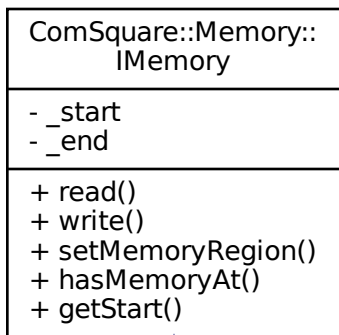 ComSquare::Memory::
IMemory
- _start
- _end
+ read()
+ write()
+ setMemoryRegion()
+ hasMemoryAt()
+ getStart()